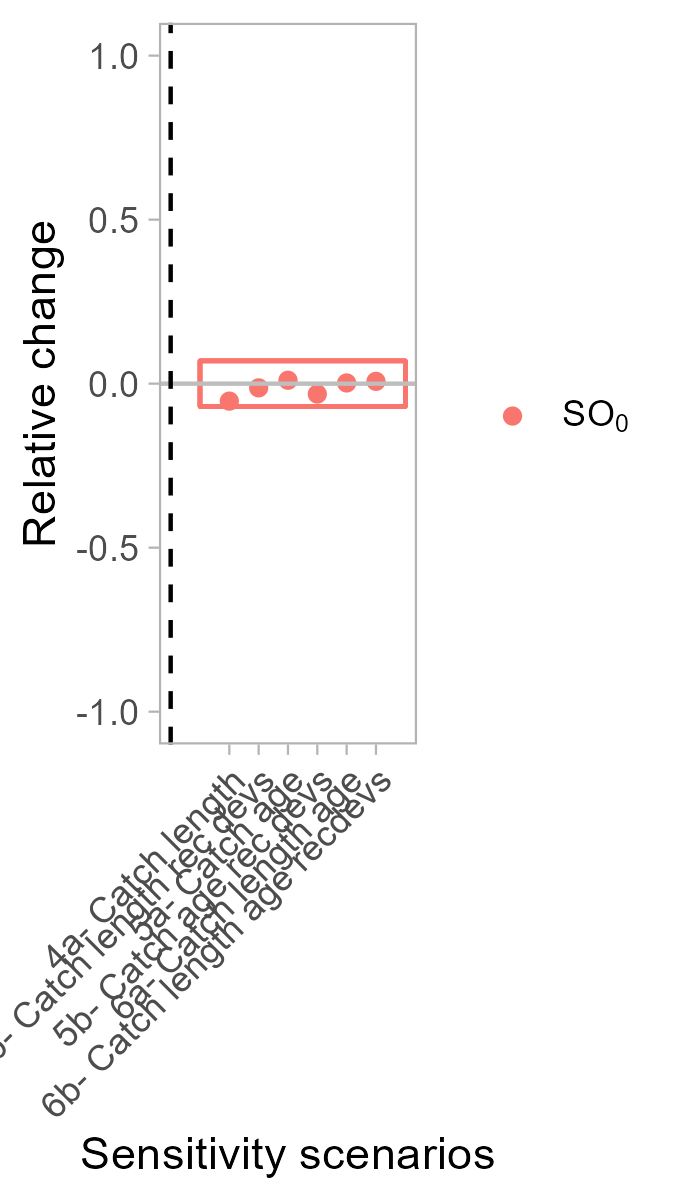 1.0
0.5
0.0
-0.5
-1.0
Relative change
SO₀
4a- Catch length
- Catch length rec devs
5a- Catch age
5b- Catch age rec devs
6a- Catch length age
6b- Catch length age recdevs
Sensitivity scenarios